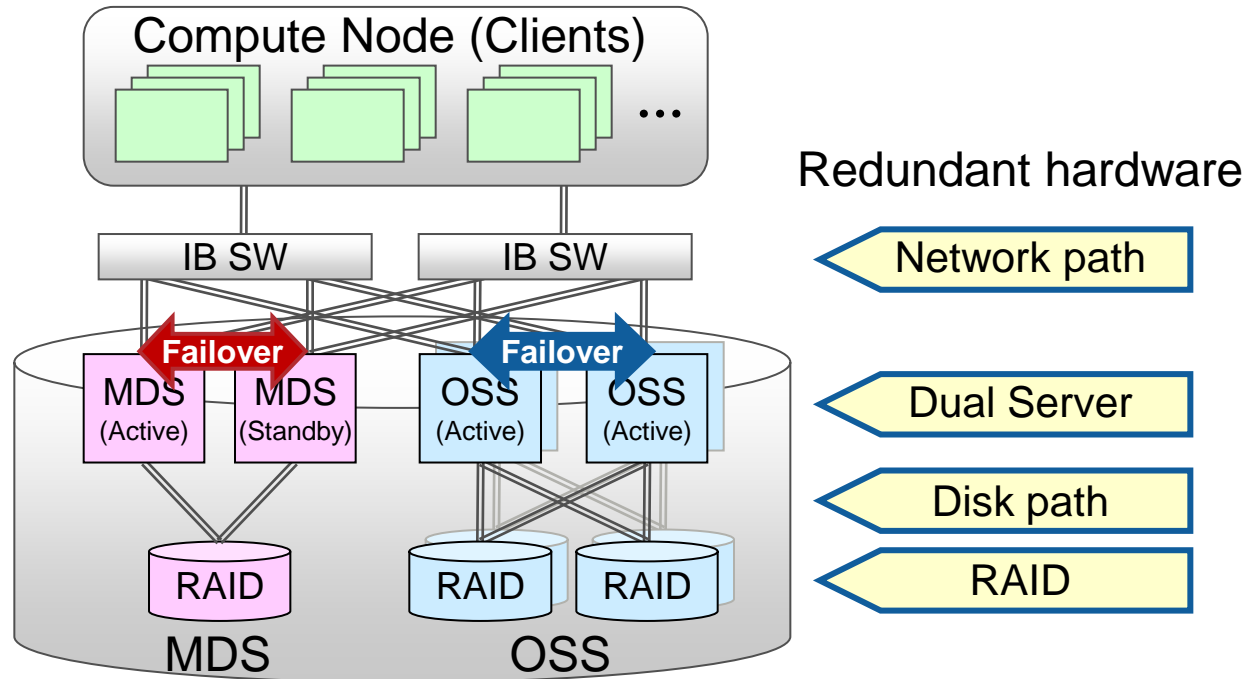 Compute Node (Clients)
...
Redundant hardware
IB SW
IB SW
Network path
Failover
Failover
MDS
(Active)
MDS
(Standby)
OSS
(Active)
OSS
(Active)
Dual Server
Disk path
RAID
RAID
RAID
RAID
MDS
OSS